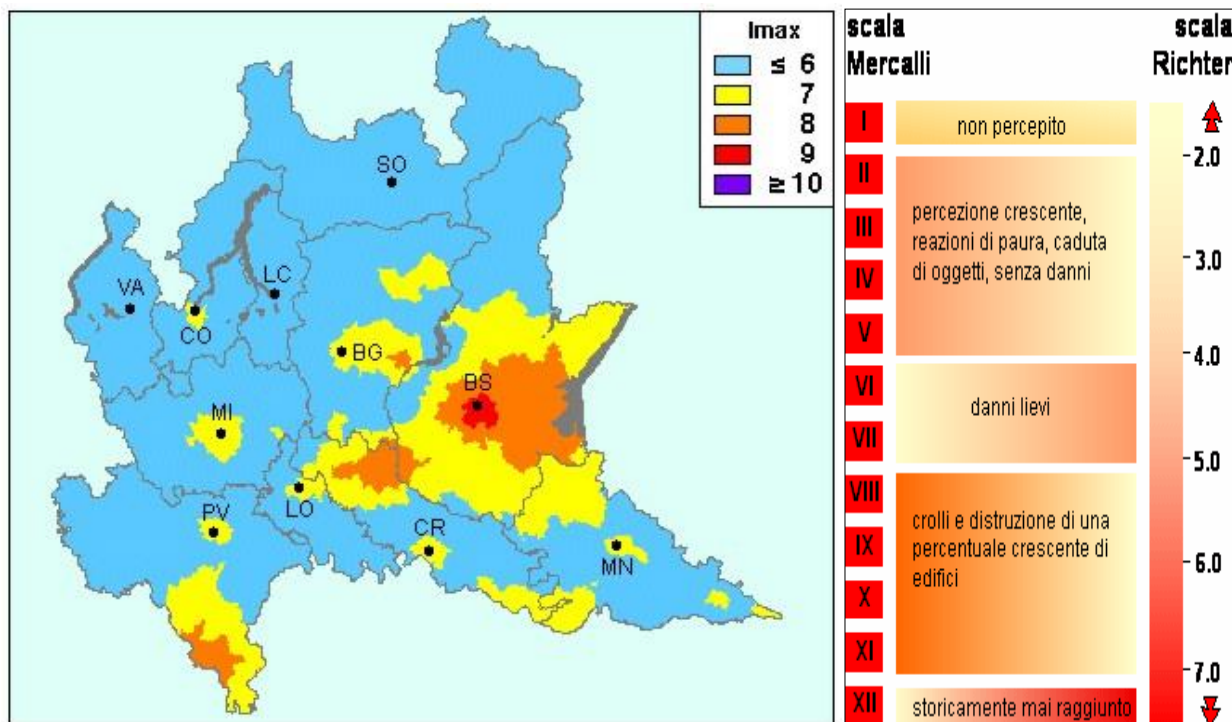 Imax
≤ 6
7
8
9
≥ 10
SO
VA
CO
LC
BG
BS
MI
LO
PV
CR
MN
scala
Mercalli
scala
Richter
I
II
III
IV
V
VI
VII
VIII
IX
X
XI
XII
non percepito
percezione crescente,
reazioni di paura, caduta
di oggetti, senza danni
danni lievi
crolli e distruzione di una
percentuale crescente di
edifici
storicamente mai raggiunto
2.0
3.0
4.0
5.0
6.0
7.0